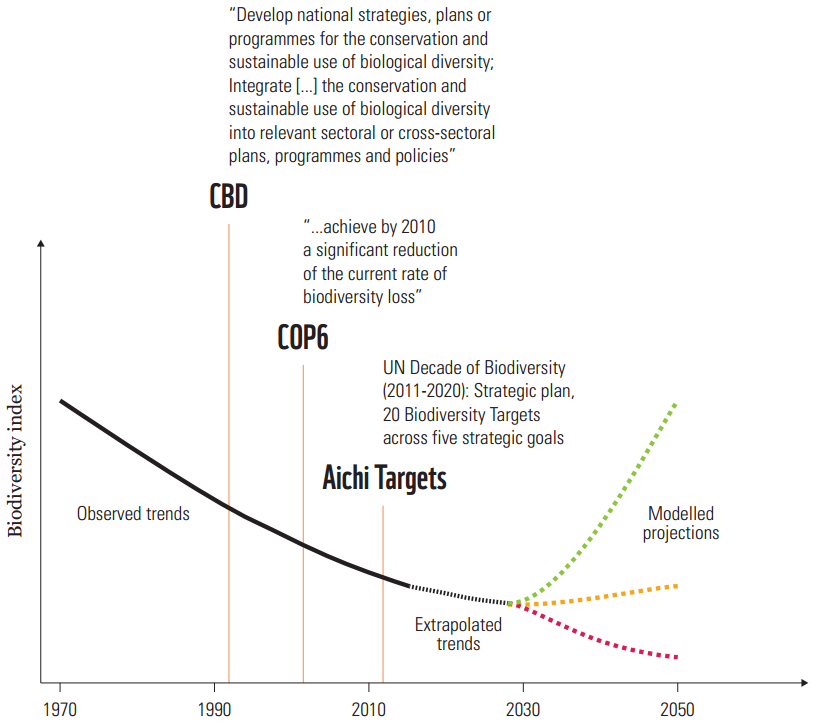 “Develop national strategies, plans or
programmes for the conservation and
sustainable use of biological diversity;
Integrate [...] the conservation and
sustainable use of biological diversity
into relevant sectoral or cross-sectoral
plans, programmes and policies”
CBD
“...achieve by 2010
a significant reduction
of the current rate of
biodiversity loss”
COP6
UN Decade of Biodiversity
(2011-2020): Strategic plan,
20 Biodiversity Targets
across five strategic goals
Aichi Targets
Biodiversity index
Observed trends
Modelled
projections
Extrapolated
trends
1970
1990
2010
2030
2050